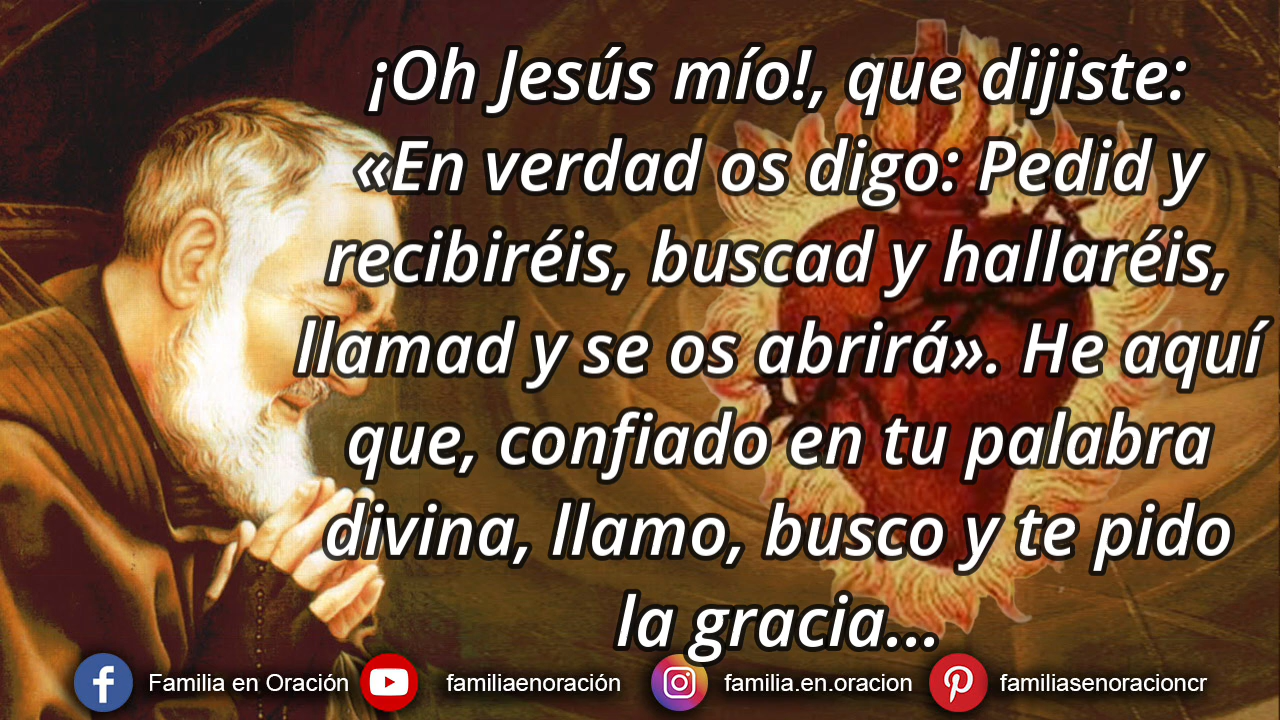 ¡Oh Jesús mío!, que dijiste:
«En verdad os digo: Pedid y
recibiréis, buscad y hallaréis,
llamad y se os abrirá». He aquí
que, confiado en tu palabra
divina, llamo, busco y te pido
la gracia...
Familia en Oración familiaenoración familia.en.oracion familiasenoracioncr